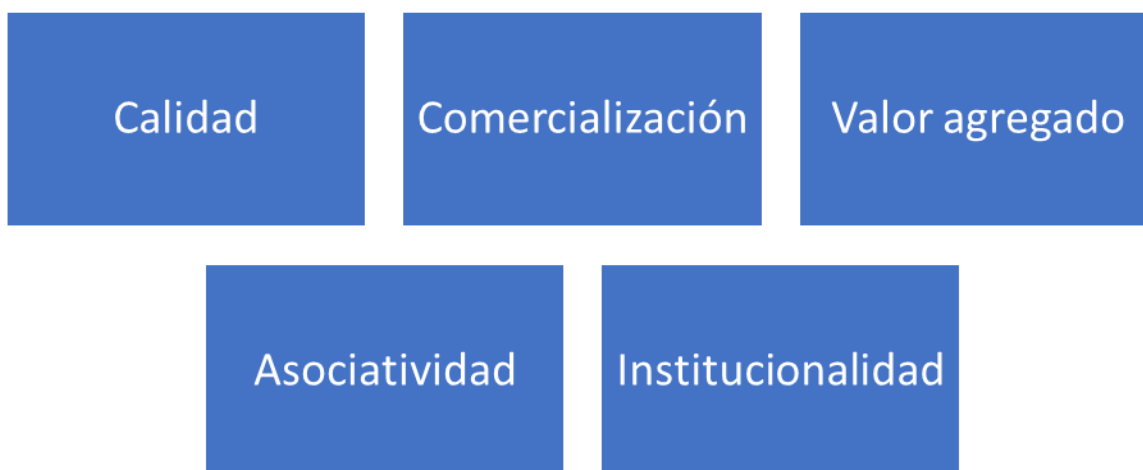 Calidad
Comercialización
Valor agregado
Asociatividad
Institucionalidad